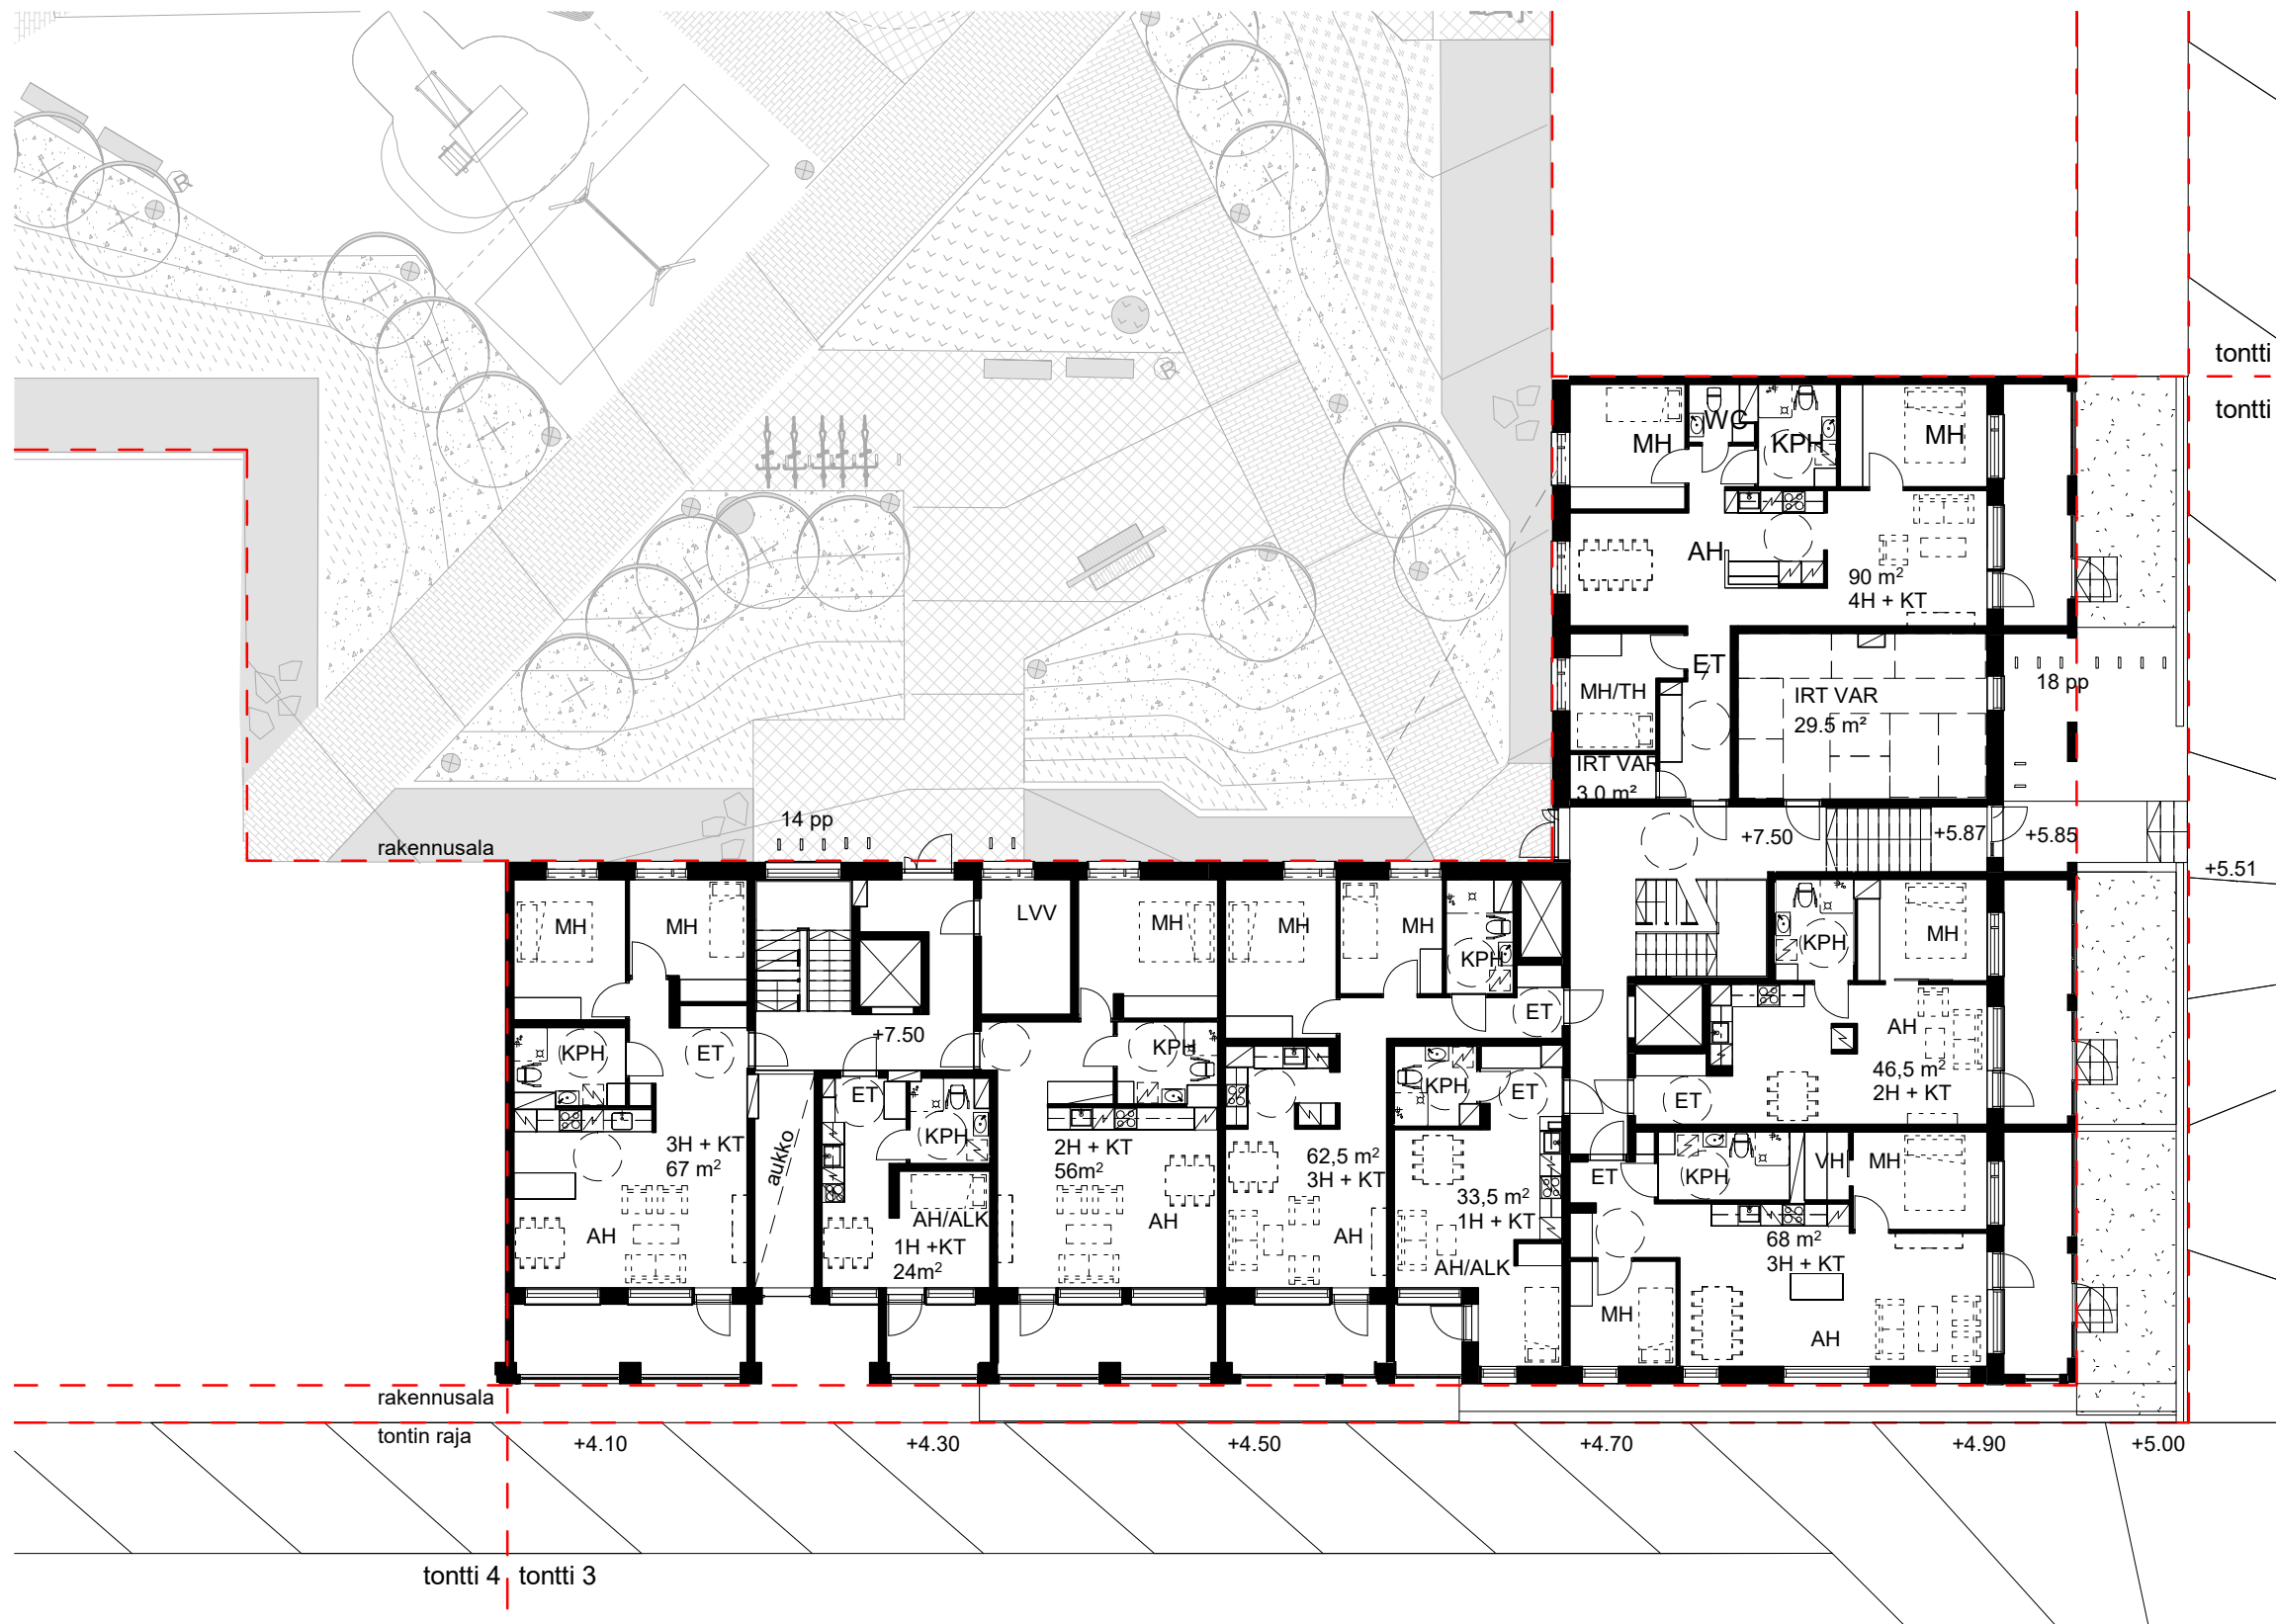 tontti
tontti
MH
WC
KPH
MH
AH
90 m²
4H + KT
ET
MH/TH
IRT VAR
29.5 m²
18 pp
IRT VAR
3.0 m²
14 pp
+7.50
+5.87
+5.85
+5.51
rakennusala
MH
MH
LVV
MH
MH
MH
KPH
KPH
MH
+7.50
ET
AH
KPH
ET
KPH
46,5 m²
2H + KT
ET
KPH
ET
ET
KPH
aukko
KPH
3H + KT
67 m²
2H + KT
56m²
62,5 m²
3H + KT
ET
KPH
VH
MH
33,5 m²
1H + KT
AH
AH/ALK
1H +KT
24m²
AH
AH
AH/ALK
68 m²
3H + KT
MH
AH
rakennusala
tontin raja
+4.10
+4.30
+4.50
+4.70
+4.90
+5.00
tontti 4
tontti 3